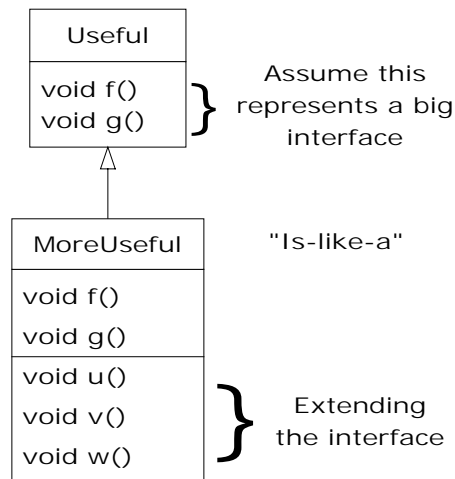 Useful
void f()
void g()
}
Assume this
represents a big
interface
MoreUseful
"Is-like-a"
void f()
void g()
void u()
void v()
void w()
}
Extending
the interface